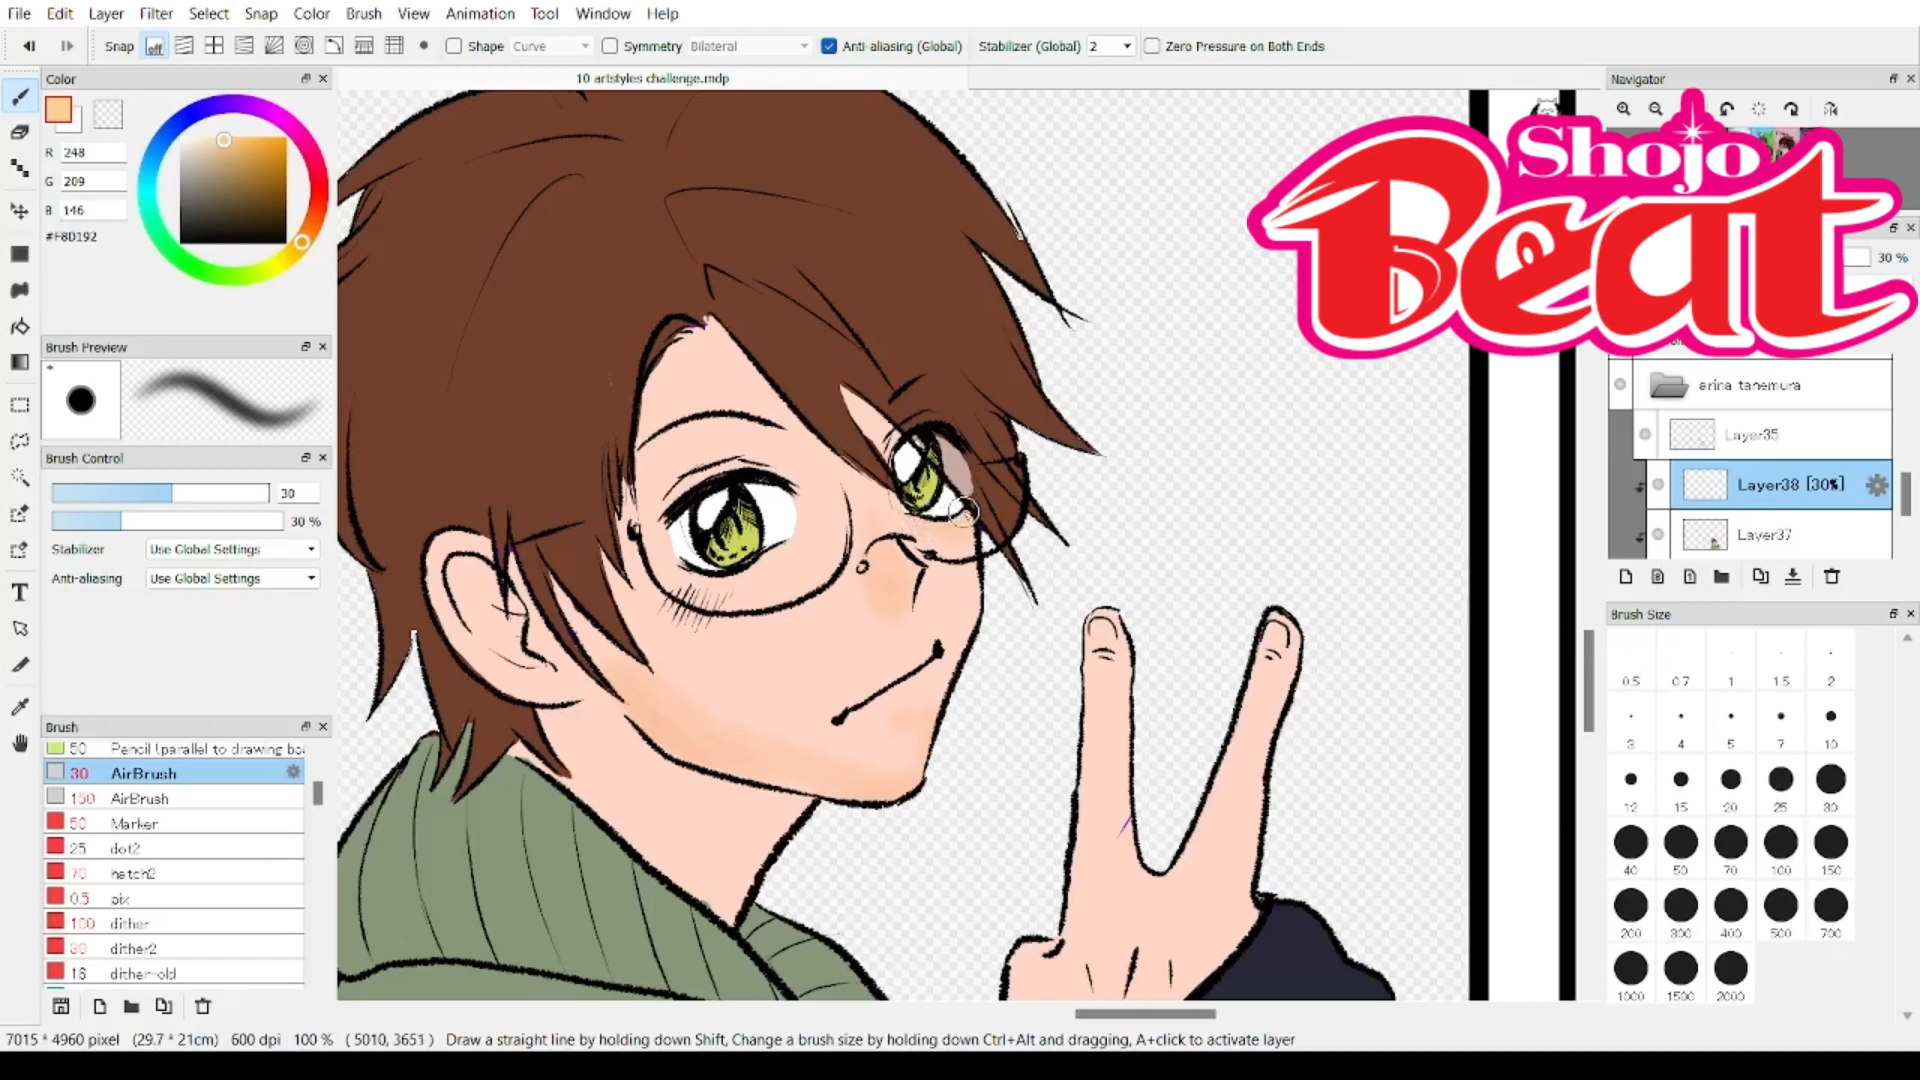 File Edit Layer Filter Select Snap Color Brush View Animation Tool Window Help
Snap off Shape Curve Symmetry Bilateral Anti-aliasing (Global) Stabilizer (Global) 2 Zero Pressure on Both Ends
Color
10 artstyles challenge.mdp
Navigator
R 248
G 209
B 146
#F8D192
Shojo
Beat
30 %
Brush Preview
Brush Control
30
30 %
Stabilizer Use Global Settings
Anti-aliasing Use Global Settings
arina tanemura
Layer35
Layer38 [30%]
Layer37
Brush Size
0.5 0.7 1 1.5 2
3 4 5 7 10
12 15 20 25 30
40 50 70 100 150
200 300 400 500 700
1000 1500 2000
Brush
50 Pencil (parallel to drawing
30 AirBrush
150 AirBrush
50 Marker
25 dot2
70 hatch2
0.5 pix
100 dither
30 dither2
16 dither-old
7015 * 4960 pixel (29.7 * 21cm) 600 dpi 100 % ( 5010, 3651 ) Draw a straight line by holding down Shift, Change a brush size by holding down Ctrl+Alt and dragging, A+click to activate layer